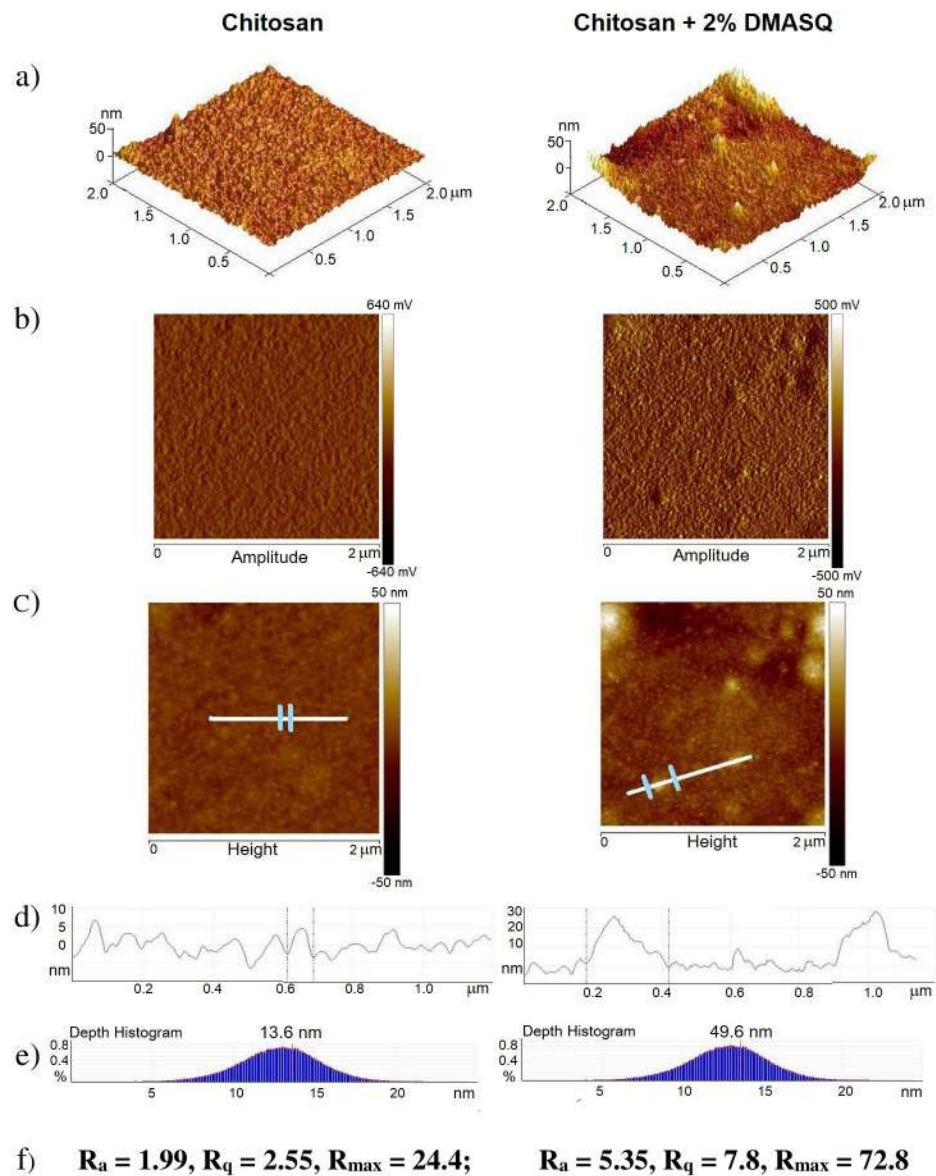 Chitosan Chitosan + 2% DMASQ
a)
nm nm
50 50
0 0
2.0 1.5 1.0 0.5 0.5 1.0 1.5 2.0 μm
2.0 1.5 1.0 0.5 0.5 1.0 1.5 2.0 μm
b) 640 mV 500 mV
0 Amplitude 2 μm -640 mV
0 Amplitude 2 μm -500 mV
c) 50 nm 50 nm
0 Height 2 μm -50 nm
0 Height 2 μm -50 nm
d) 10 5 0 nm 0.2 0.4 0.6 0.8 1.0 μm
30 20 10 nm 0.2 0.4 0.6 0.8 1.0 μm
e) Depth Histogram 13.6 nm
0.8 0.4 % 5 10 15 20 nm
Depth Histogram 49.6 nm
0.8 0.4 % 5 10 15 20 nm
f) Ra = 1.99, Rq = 2.55, Rmax = 24.4; Ra = 5.35, Rq = 7.8, Rmax = 72.8